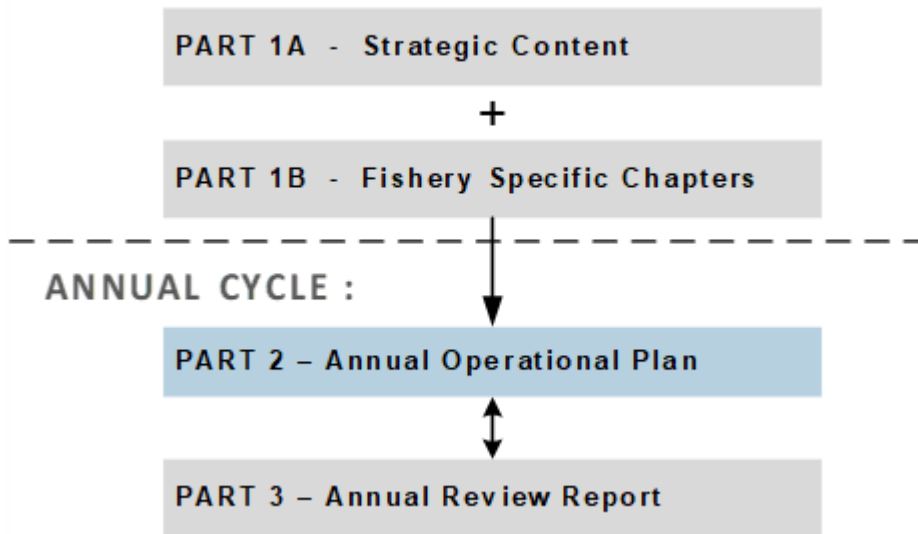 PART 1A - Strategic Content
+
PART 1B - Fishery Specific Chapters
ANNUAL CYCLE :
PART 2 – Annual Operational Plan
PART 3 – Annual Review Report